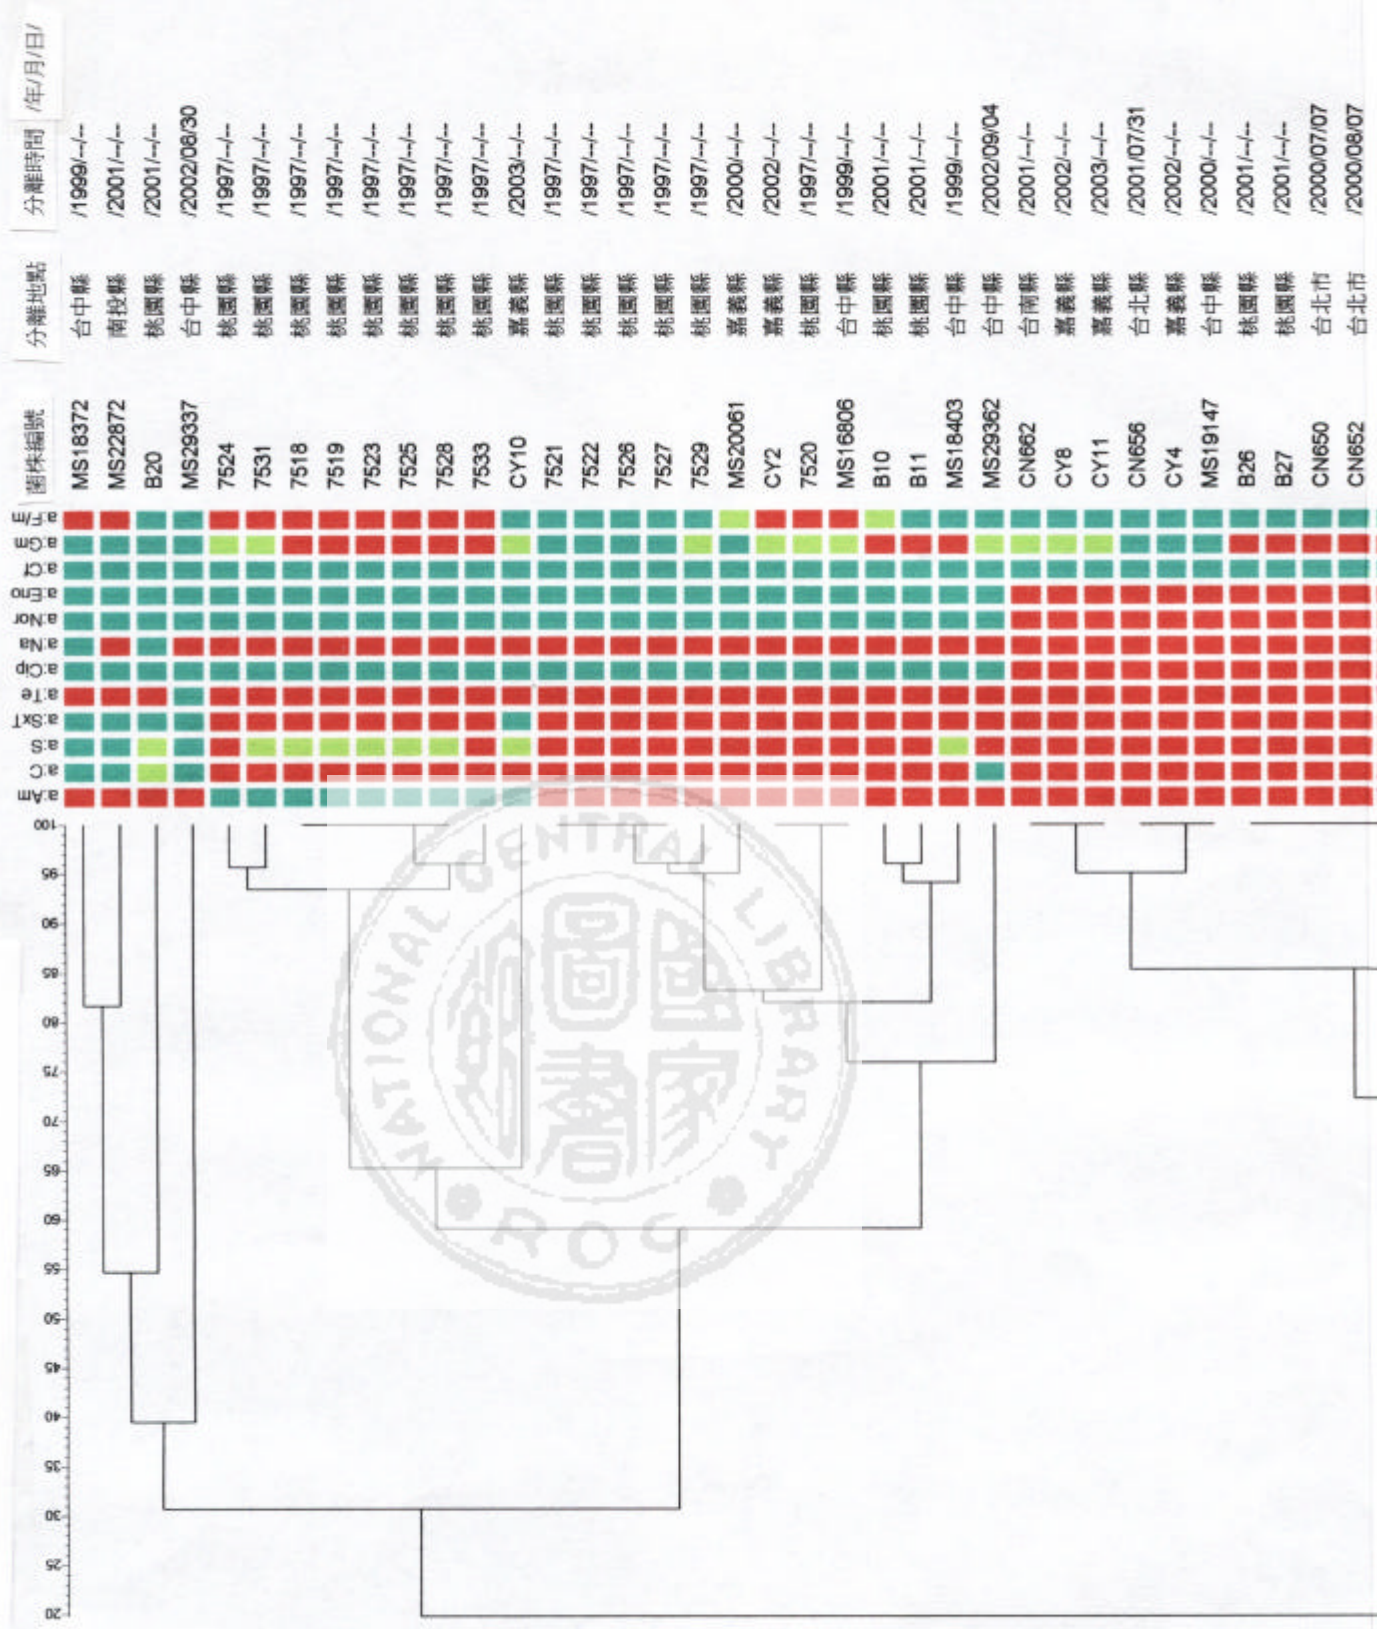 菌株編號 分離地點 分離時間 /年/月/日/
a:Am a:C a:S a:SxT a:Te a:Cip a:Na a:Nor a:Eno a:Cf a:Gm a:F/m
MS18372 台中縣 /1999/--/--
MS22872 南投縣 /2001/--/--
B20 桃園縣 /2001/--/--
MS29337 台中縣 /2002/08/30
7524 桃園縣 /1997/--/--
7531 桃園縣 /1997/--/--
7518 桃園縣 /1997/--/--
7519 桃園縣 /1997/--/--
7523 桃園縣 /1997/--/--
7525 桃園縣 /1997/--/--
7528 桃園縣 /1997/--/--
7533 桃園縣 /1997/--/--
CY10 嘉義縣 /2003/--/--
7521 桃園縣 /1997/--/--
7522 桃園縣 /1997/--/--
7526 桃園縣 /1997/--/--
7527 桃園縣 /1997/--/--
7529 桃園縣 /1997/--/--
MS20061 嘉義縣 /2000/--/--
CY2 嘉義縣 /2002/--/--
7520 桃園縣 /1997/--/--
MS16806 台中縣 /1999/--/--
B10 桃園縣 /2001/--/--
B11 桃園縣 /2001/--/--
MS18403 台中縣 /1999/--/--
MS29362 台中縣 /2002/09/04
CN662 台南縣 /2001/--/--
CY8 嘉義縣 /2002/--/--
CY11 嘉義縣 /2003/--/--
CN656 台北縣 /2001/07/31
CY4 嘉義縣 /2002/--/--
MS19147 台中縣 /2000/--/--
B26 桃園縣 /2001/--/--
B27 桃園縣 /2001/--/--
CN650 台北市 /2000/07/07
CN652 台北市 /2000/08/07
20 25 30 35 40 45 50 55 60 65 70 75 80 85 90 95 100
NATIONAL CENTRAL LIBRARY
ROC
國家圖書